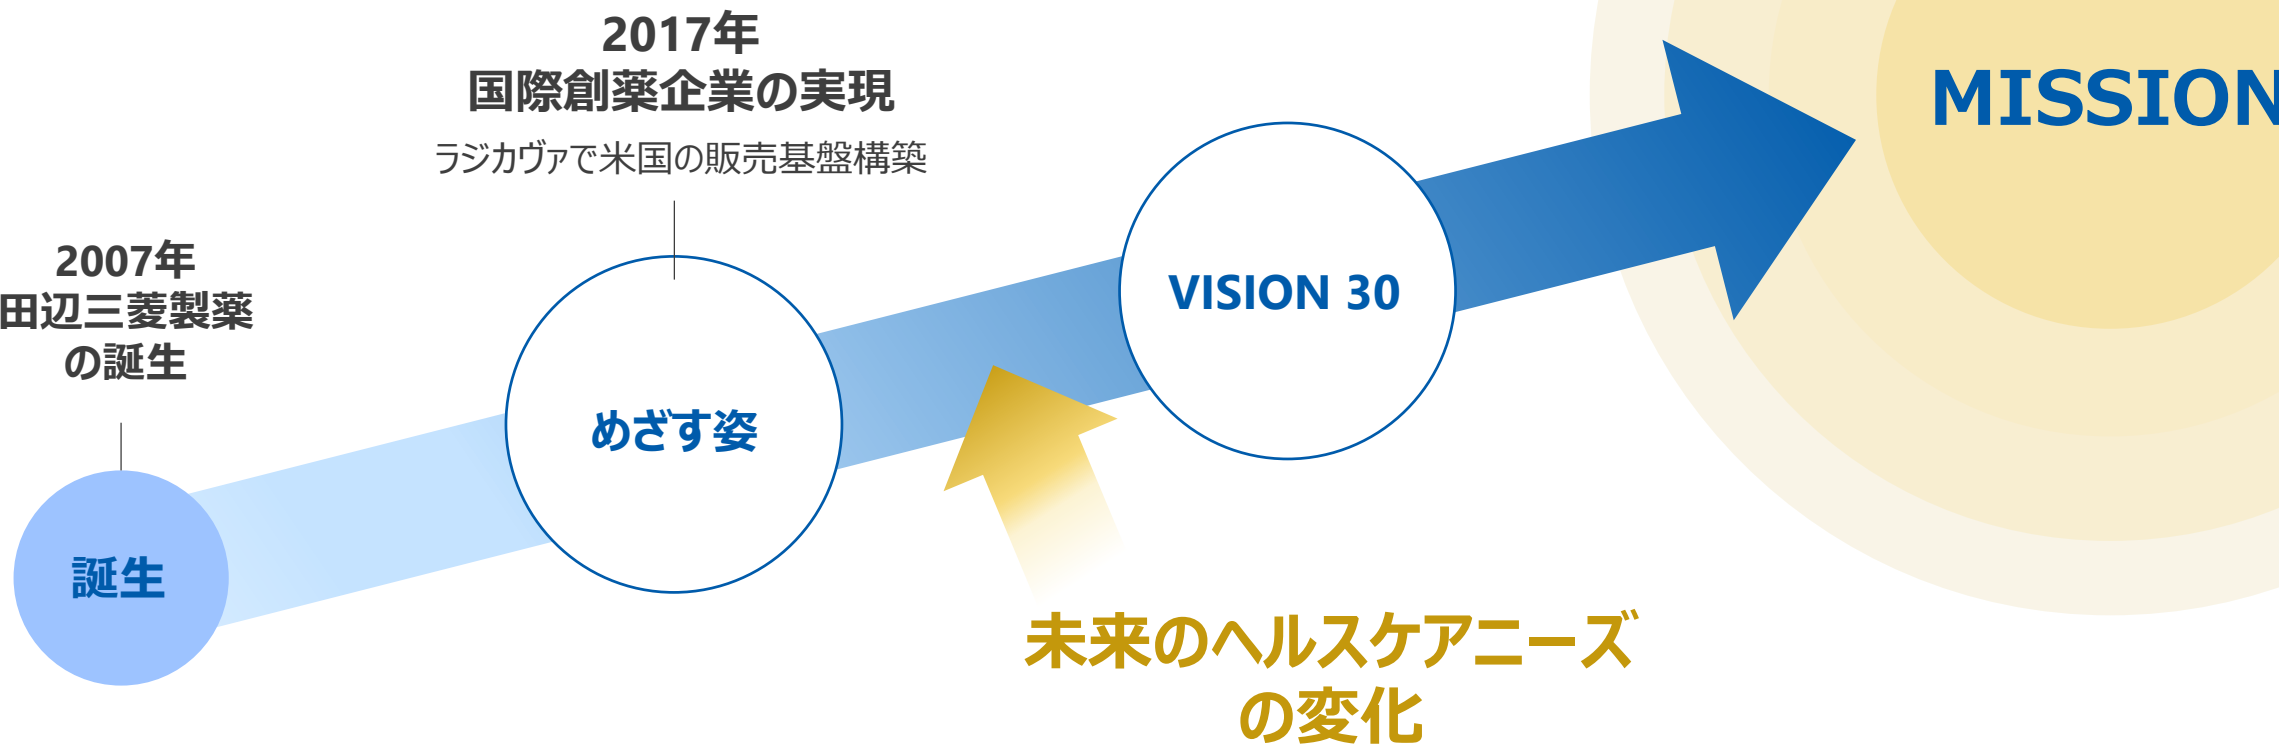 2017年
国際創薬企業の実現
ラジカヴァで米国の販売基盤構築
MISSION
2007年
田辺三菱製薬
の誕生
VISION 30
めざす姿
誕生
未来のヘルスケアニーズ
の変化